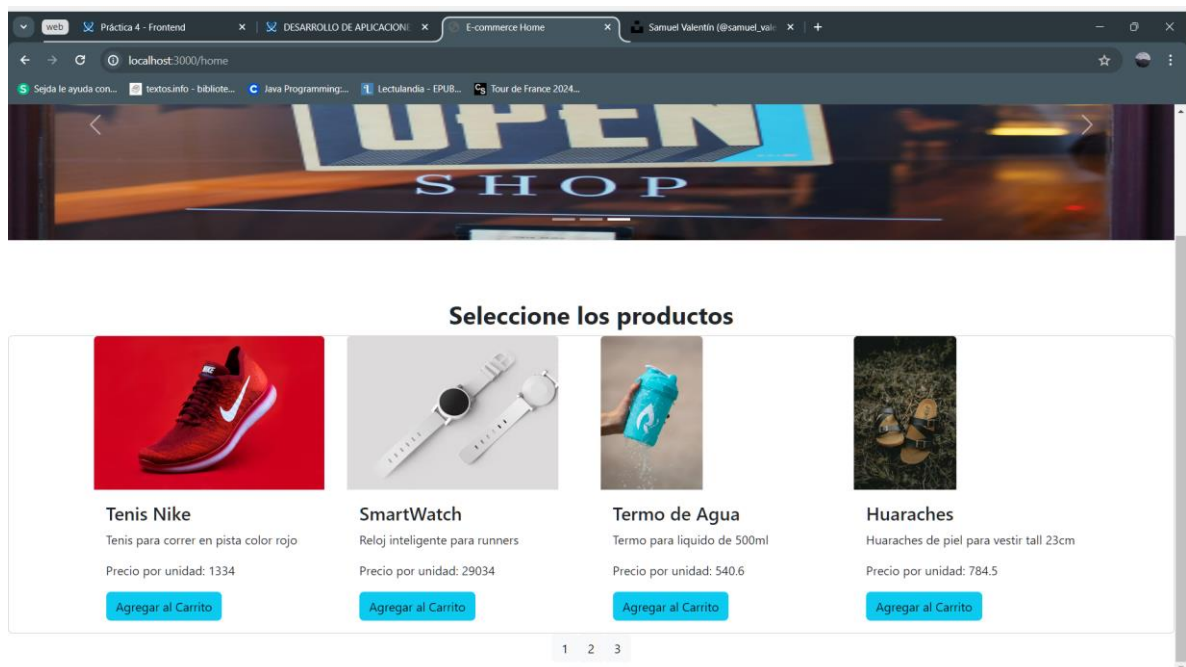 web
Práctica 4 - Frontend
DESARROLLO DE APLICACIONE
E-commerce Home
Samuel Valentín (@samuel_vale
localhost:3000/home
Sejda le ayuda con...
textos.info - bibliote...
Java Programming:...
Lectulandia - EPUB...
Tour de France 2024...
OPEN
SHOP
Seleccione los productos
NIKE
Tenis Nike
SmartWatch
Termo de Agua
Huaraches
Tenis para correr en pista color rojo
Reloj inteligente para runners
Termo para liquido de 500ml
Huaraches de piel para vestir tall 23cm
Precio por unidad: 1334
Precio por unidad: 29034
Precio por unidad: 540.6
Precio por unidad: 784.5
Agregar al Carrito
Agregar al Carrito
Agregar al Carrito
Agregar al Carrito
1 2 3